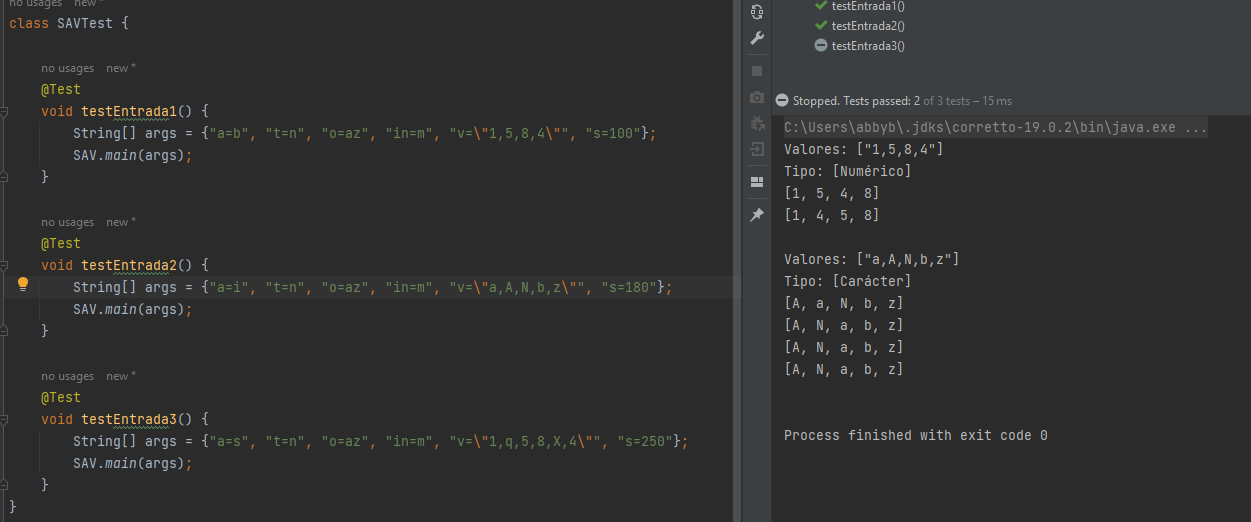 no usages   new *
class SAVTest {
no usages   new *
@Test
void testEntrada1() {
String[] args = {"a=b", "t=n", "o=az", "in=m", "v=\"1,5,8,4\"", "s=100"};
SAV.main(args);
}
no usages   new *
@Test
void testEntrada2() {
String[] args = {"a=i", "t=n", "o=az", "in=m", "v=\"a,A,N,b,z\"", "s=180"};
SAV.main(args);
}
no usages   new *
@Test
void testEntrada3() {
String[] args = {"a=s", "t=n", "o=az", "in=m", "v=\"1,q,5,8,X,4\"", "s=250"};
SAV.main(args);
}
}
testEntrada1()
testEntrada2()
testEntrada3()
Stopped. Tests passed: 2 of 3 tests – 15 ms
C:\Users\abbyb\.jdks\corretto-19.0.2\bin\java.exe ...
Valores: ["1,5,8,4"]
Tipo: [Numérico]
[1, 5, 4, 8]
[1, 4, 5, 8]
Valores: ["a,A,N,b,z"]
Tipo: [Carácter]
[A, a, N, b, z]
[A, N, a, b, z]
[A, N, a, b, z]
[A, N, a, b, z]
Process finished with exit code 0